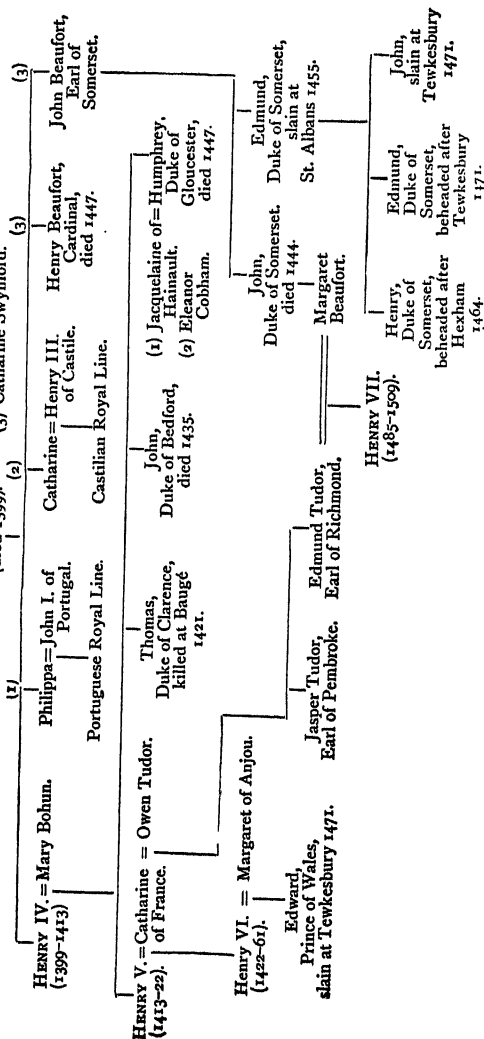 (died 1399). (3) Catharine Swynford.
(1)
(2)
(3)
(3)
HENRY IV. = Mary Bohun.
(1399–1413)
Philippa = John I. of
Portugal.
Portuguese Royal Line.
Catharine = Henry III.
of Castile.
Castilian Royal Line.
Henry Beaufort,
Cardinal,
died 1447.
John Beaufort,
Earl of
Somerset.
HENRY V. = Catharine = Owen Tudor.
(1413–22). of France.
Thomas,
Duke of Clarence,
killed at Baugé
1421.
John,
Duke of Bedford,
died 1435.
(1) Jacquelaine of = Humphrey,
Hainault. Duke of
(2) Eleanor Gloucester,
Cobham. died 1447.
John,
Duke of Somerset.
died 1444.
Edmund,
Duke of Somerset,
slain at
St. Albans 1455.
Henry VI. = Margaret of Anjou.
(1422–61).
Jasper Tudor,
Earl of Pembroke.
Edmund Tudor,
Earl of Richmond.
Margaret
Beaufort.
Edward,
Prince of Wales,
slain at Tewkesbury 1471.
HENRY VII.
(1485–1509).
Henry,
Duke of
Somerset,
beheaded after
Hexham
1464.
Edmund,
Duke of
Somerset,
beheaded after
Tewkesbury
1471.
John,
slain at
Tewkesbury
1471.